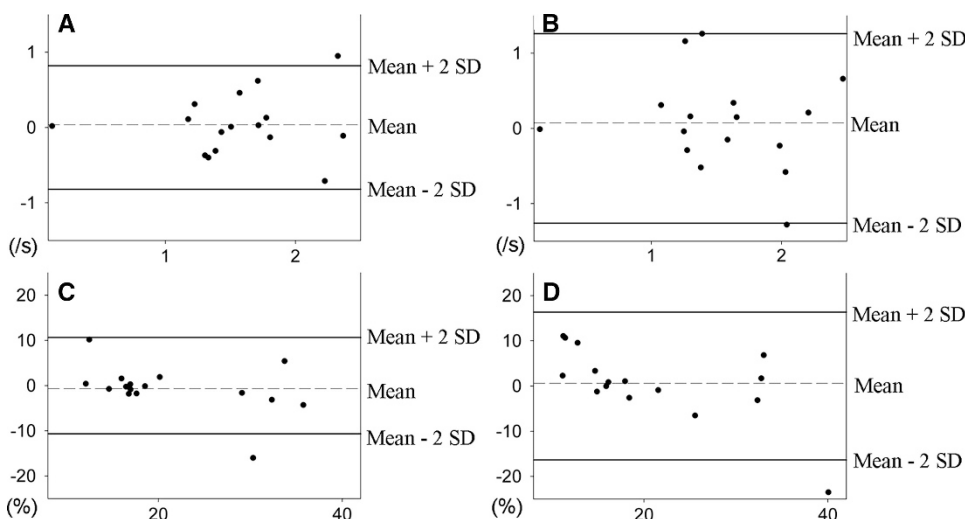 A
1
Mean + 2 SD
0
Mean
Mean - 2 SD
-1
(/s)
1
2
B
1
Mean + 2 SD
0
Mean
-1
Mean - 2 SD
(/s)
1
2
C
20
10
Mean + 2 SD
0
Mean
-10
Mean - 2 SD
-20
(%)
20
40
D
20
Mean + 2 SD
10
0
Mean
-10
Mean - 2 SD
-20
(%)
20
40